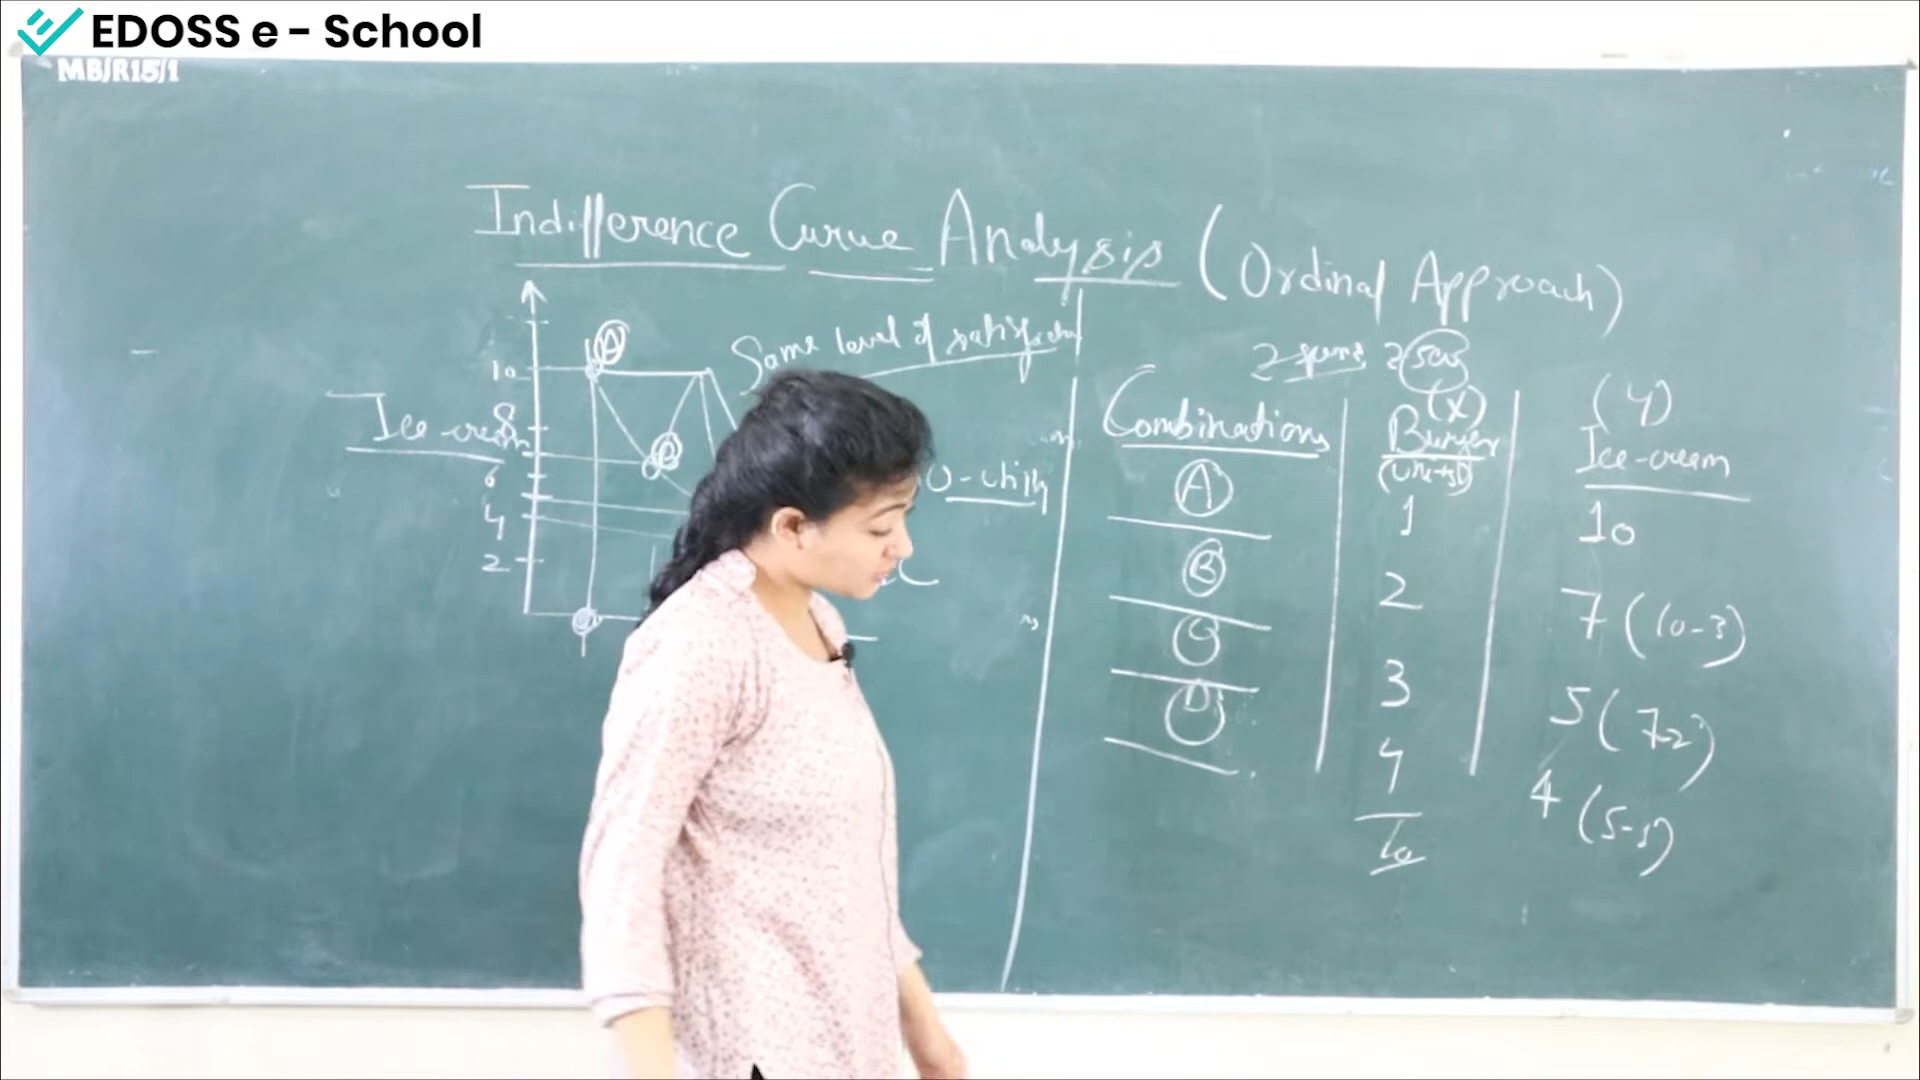 EDOSS e - School
MB/R15/1
Indifference Curve Analysis (Ordinal Approach)
Same level of satisfaction
A
10
Ice-cream
8
B
6
4
2
Combinations
(X)
Burger
(Y)
Ice-cream
A 1 10
B 2 7 (10-3)
C 3 5 (7-2)
D 4 4 (5-1)